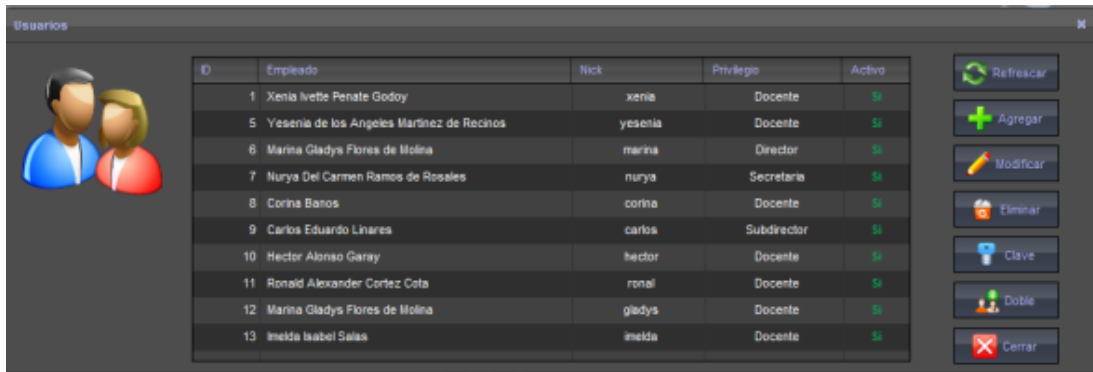 Usuarios
ID Empleado Nick Privilegio Activo
1 Xenia Ivette Penate Godoy xenia Docente Si
5 Yesenia de los Angeles Martinez de Recinos yesenia Docente Si
6 Marina Gladys Flores de Molina marina Director Si
7 Nurya Del Carmen Ramos de Rosales nurya Secretaria Si
8 Corina Banos corina Docente Si
9 Carlos Eduardo Linares carlos Subdirector Si
10 Hector Alonso Garay hector Docente Si
11 Ronald Alexander Cortez Cota ronal Docente Si
12 Marina Gladys Flores de Molina gladys Docente Si
13 Imelda Isabel Salas imelda Docente Si
Refrescar
Agregar
Modificar
Eliminar
Clave
Doble
Cerrar